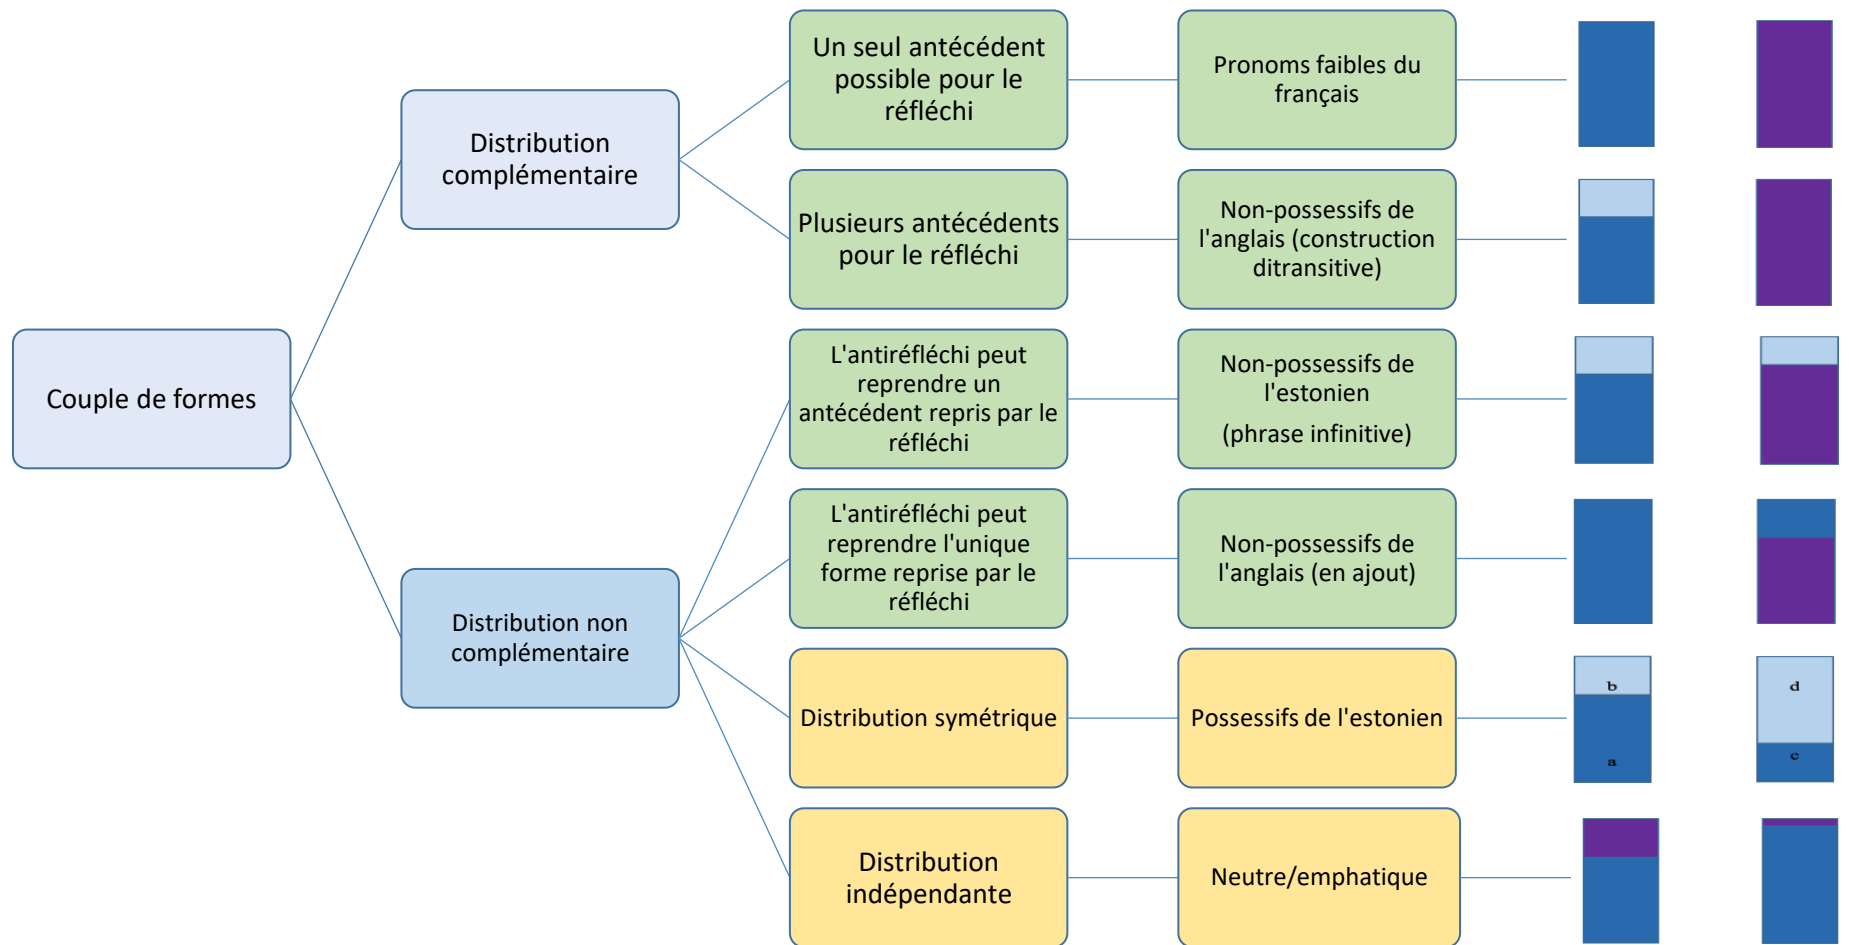 Couple de formes
Distribution
complémentaire
Un seul antécédent
possible pour le
réfléchi
Pronoms faibles du
français
Plusieurs antécédents
pour le réfléchi
Non-possessifs de
l'anglais (construction
ditransitive)
Distribution non
complémentaire
L'antiréfléchi peut
reprendre un
antécédent repris par le
réfléchi
Non-possessifs de
l'estonien
(phrase infinitive)
L'antiréfléchi peut
reprendre l'unique
forme reprise par le
réfléchi
Non-possessifs de
l'anglais (en ajout)
Distribution symétrique
Possessifs de l'estonien
b
a
d
c
Distribution
indépendante
Neutre/emphatique